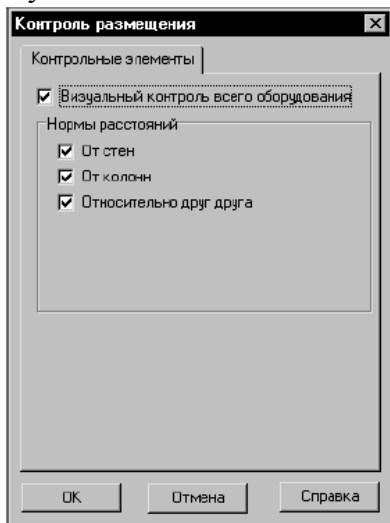 Контроль размещения
Контрольные элементы
Визуальный контроль всего оборудования
Нормы расстояний
От стен
От колонн
Относительно друг друга
OK
Отмена
Справка